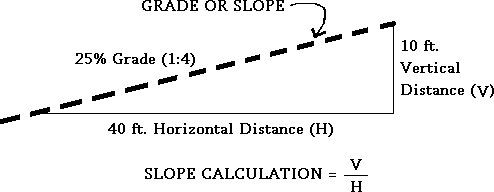 GRADE OR SLOPE
25% Grade (1:4)
10 ft.
Vertical
Distance (V)
40 ft. Horizontal Distance (H)
SLOPE CALCULATION = V
H